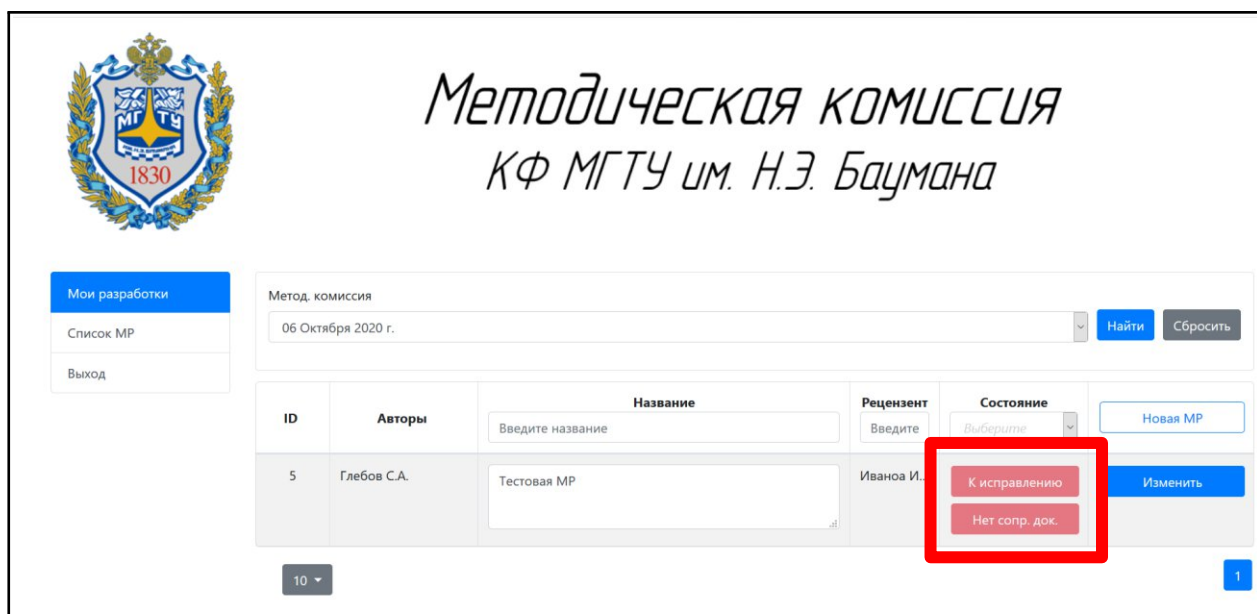 МГ ТУ
1830
Методическая комиссия
КФ МГТУ им. Н.Э. Баумана
Мои разработки
Список МР
Выход
Метод. комиссия
06 Октября 2020 г.
Найти
Сбросить
ID
Авторы
Название
Введите название
Рецензент
Введите
Состояние
Выберите
Новая МР
5
Глебов С.А.
Тестовая МР
Иваноа И..
К исправлению
Нет сопр. док.
Изменить
10
1